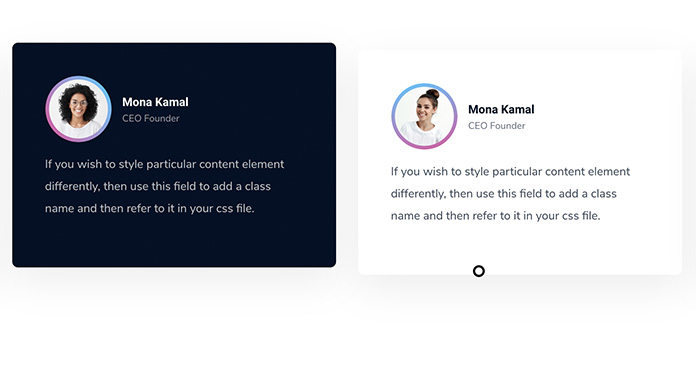 Mona Kamal
CEO Founder
If you wish to style particular content element
differently, then use this field to add a class
name and then refer to it in your css file.
Mona Kamal
CEO Founder
If you wish to style particular content element
differently, then use this field to add a class
name and then refer to it in your css file.